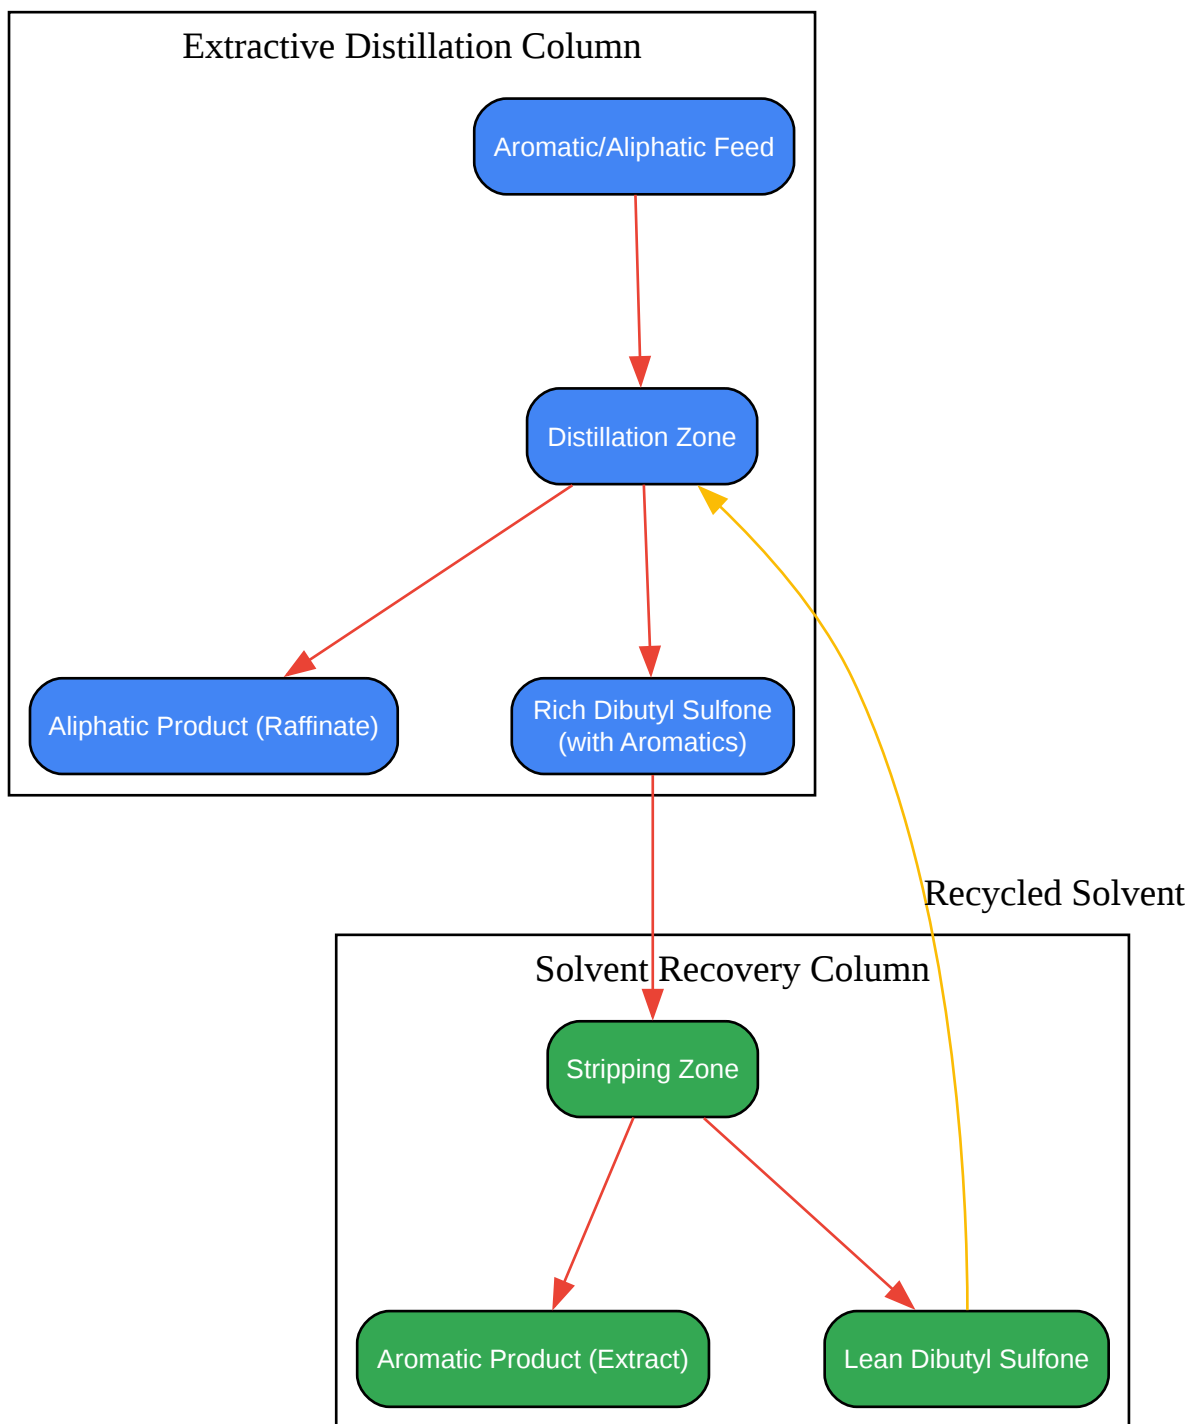 Extractive Distillation Column
Aromatic/Aliphatic Feed
Distillation Zone
Aliphatic Product (Raffinate)
Rich Dibutyl Sulfone
(with Aromatics)
Recycled Solvent
Solvent Recovery Column
Stripping Zone
Aromatic Product (Extract)
Lean Dibutyl Sulfone